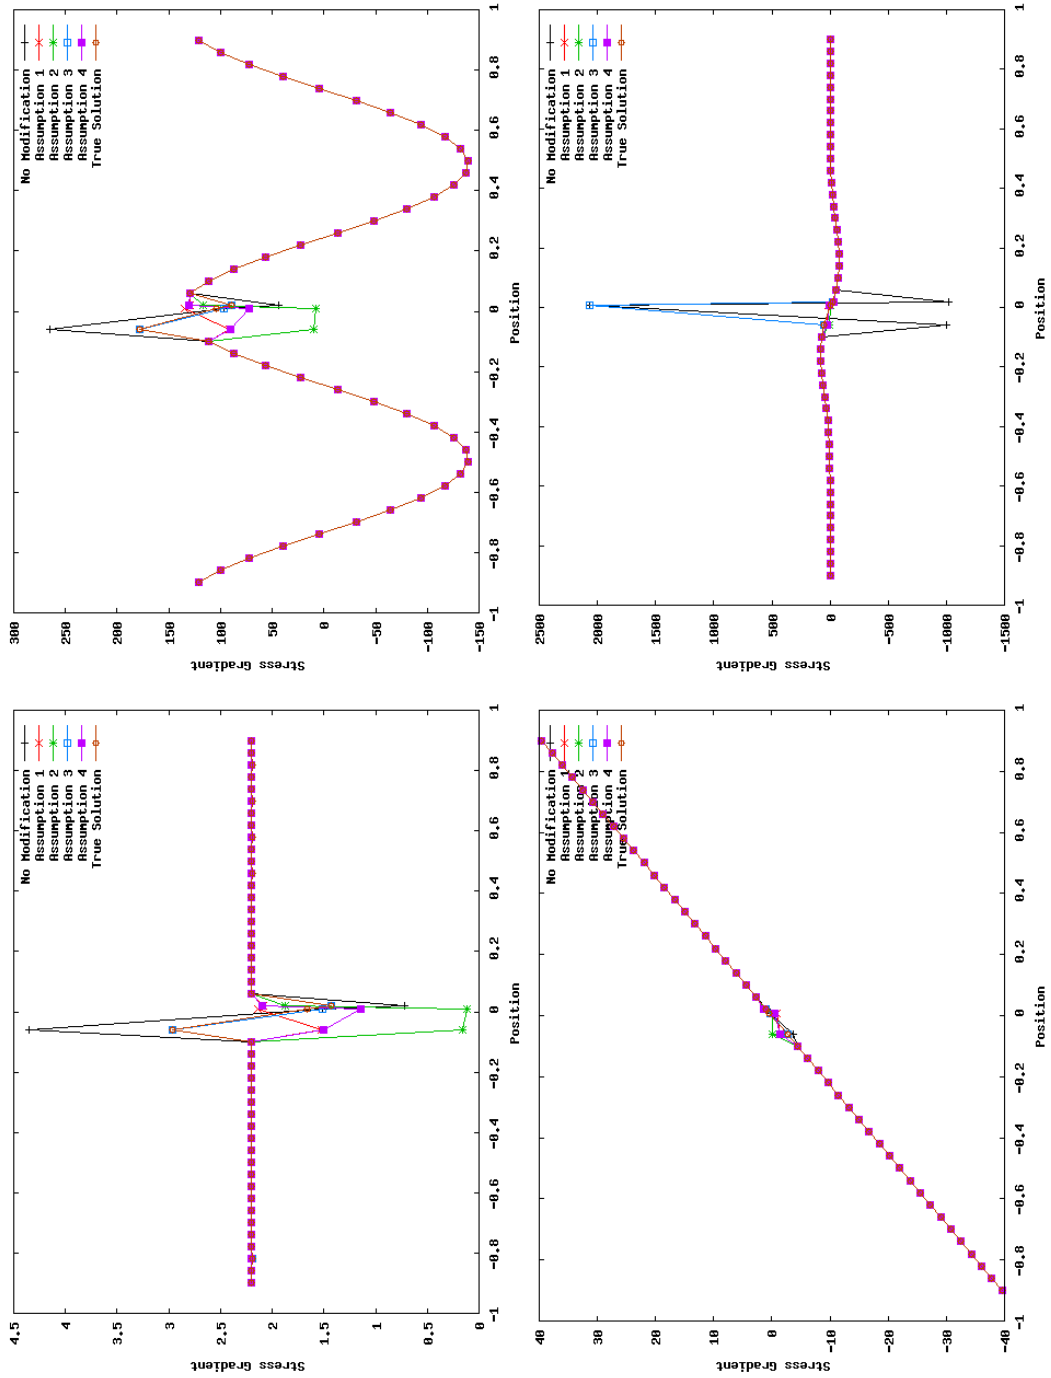 4.5
4
3.5
3
2.5
2
1.5
1
0.5
0
Stress Gradient
No Modification
Assumption 1
Assumption 2
Assumption 3
Assumption 4
True Solution
-1 -0.8 -0.6 -0.4 -0.2 0 0.2 0.4 0.6 0.8 1
Position
300
250
200
150
100
50
0
-50
-100
-150
Stress Gradient
No Modification
Assumption 1
Assumption 2
Assumption 3
Assumption 4
True Solution
-1 -0.8 -0.6 -0.4 -0.2 0 0.2 0.4 0.6 0.8 1
Position
40
30
20
10
0
-10
-20
-30
-40
Stress Gradient
No Modification
Assumption 1
Assumption 2
Assumption 3
Assumption 4
True Solution
-1 -0.8 -0.6 -0.4 -0.2 0 0.2 0.4 0.6 0.8 1
Position
2500
2000
1500
1000
500
0
-500
-1000
-1500
Stress Gradient
No Modification
Assumption 1
Assumption 2
Assumption 3
Assumption 4
True Solution
-1 -0.8 -0.6 -0.4 -0.2 0 0.2 0.4 0.6 0.8 1
Position